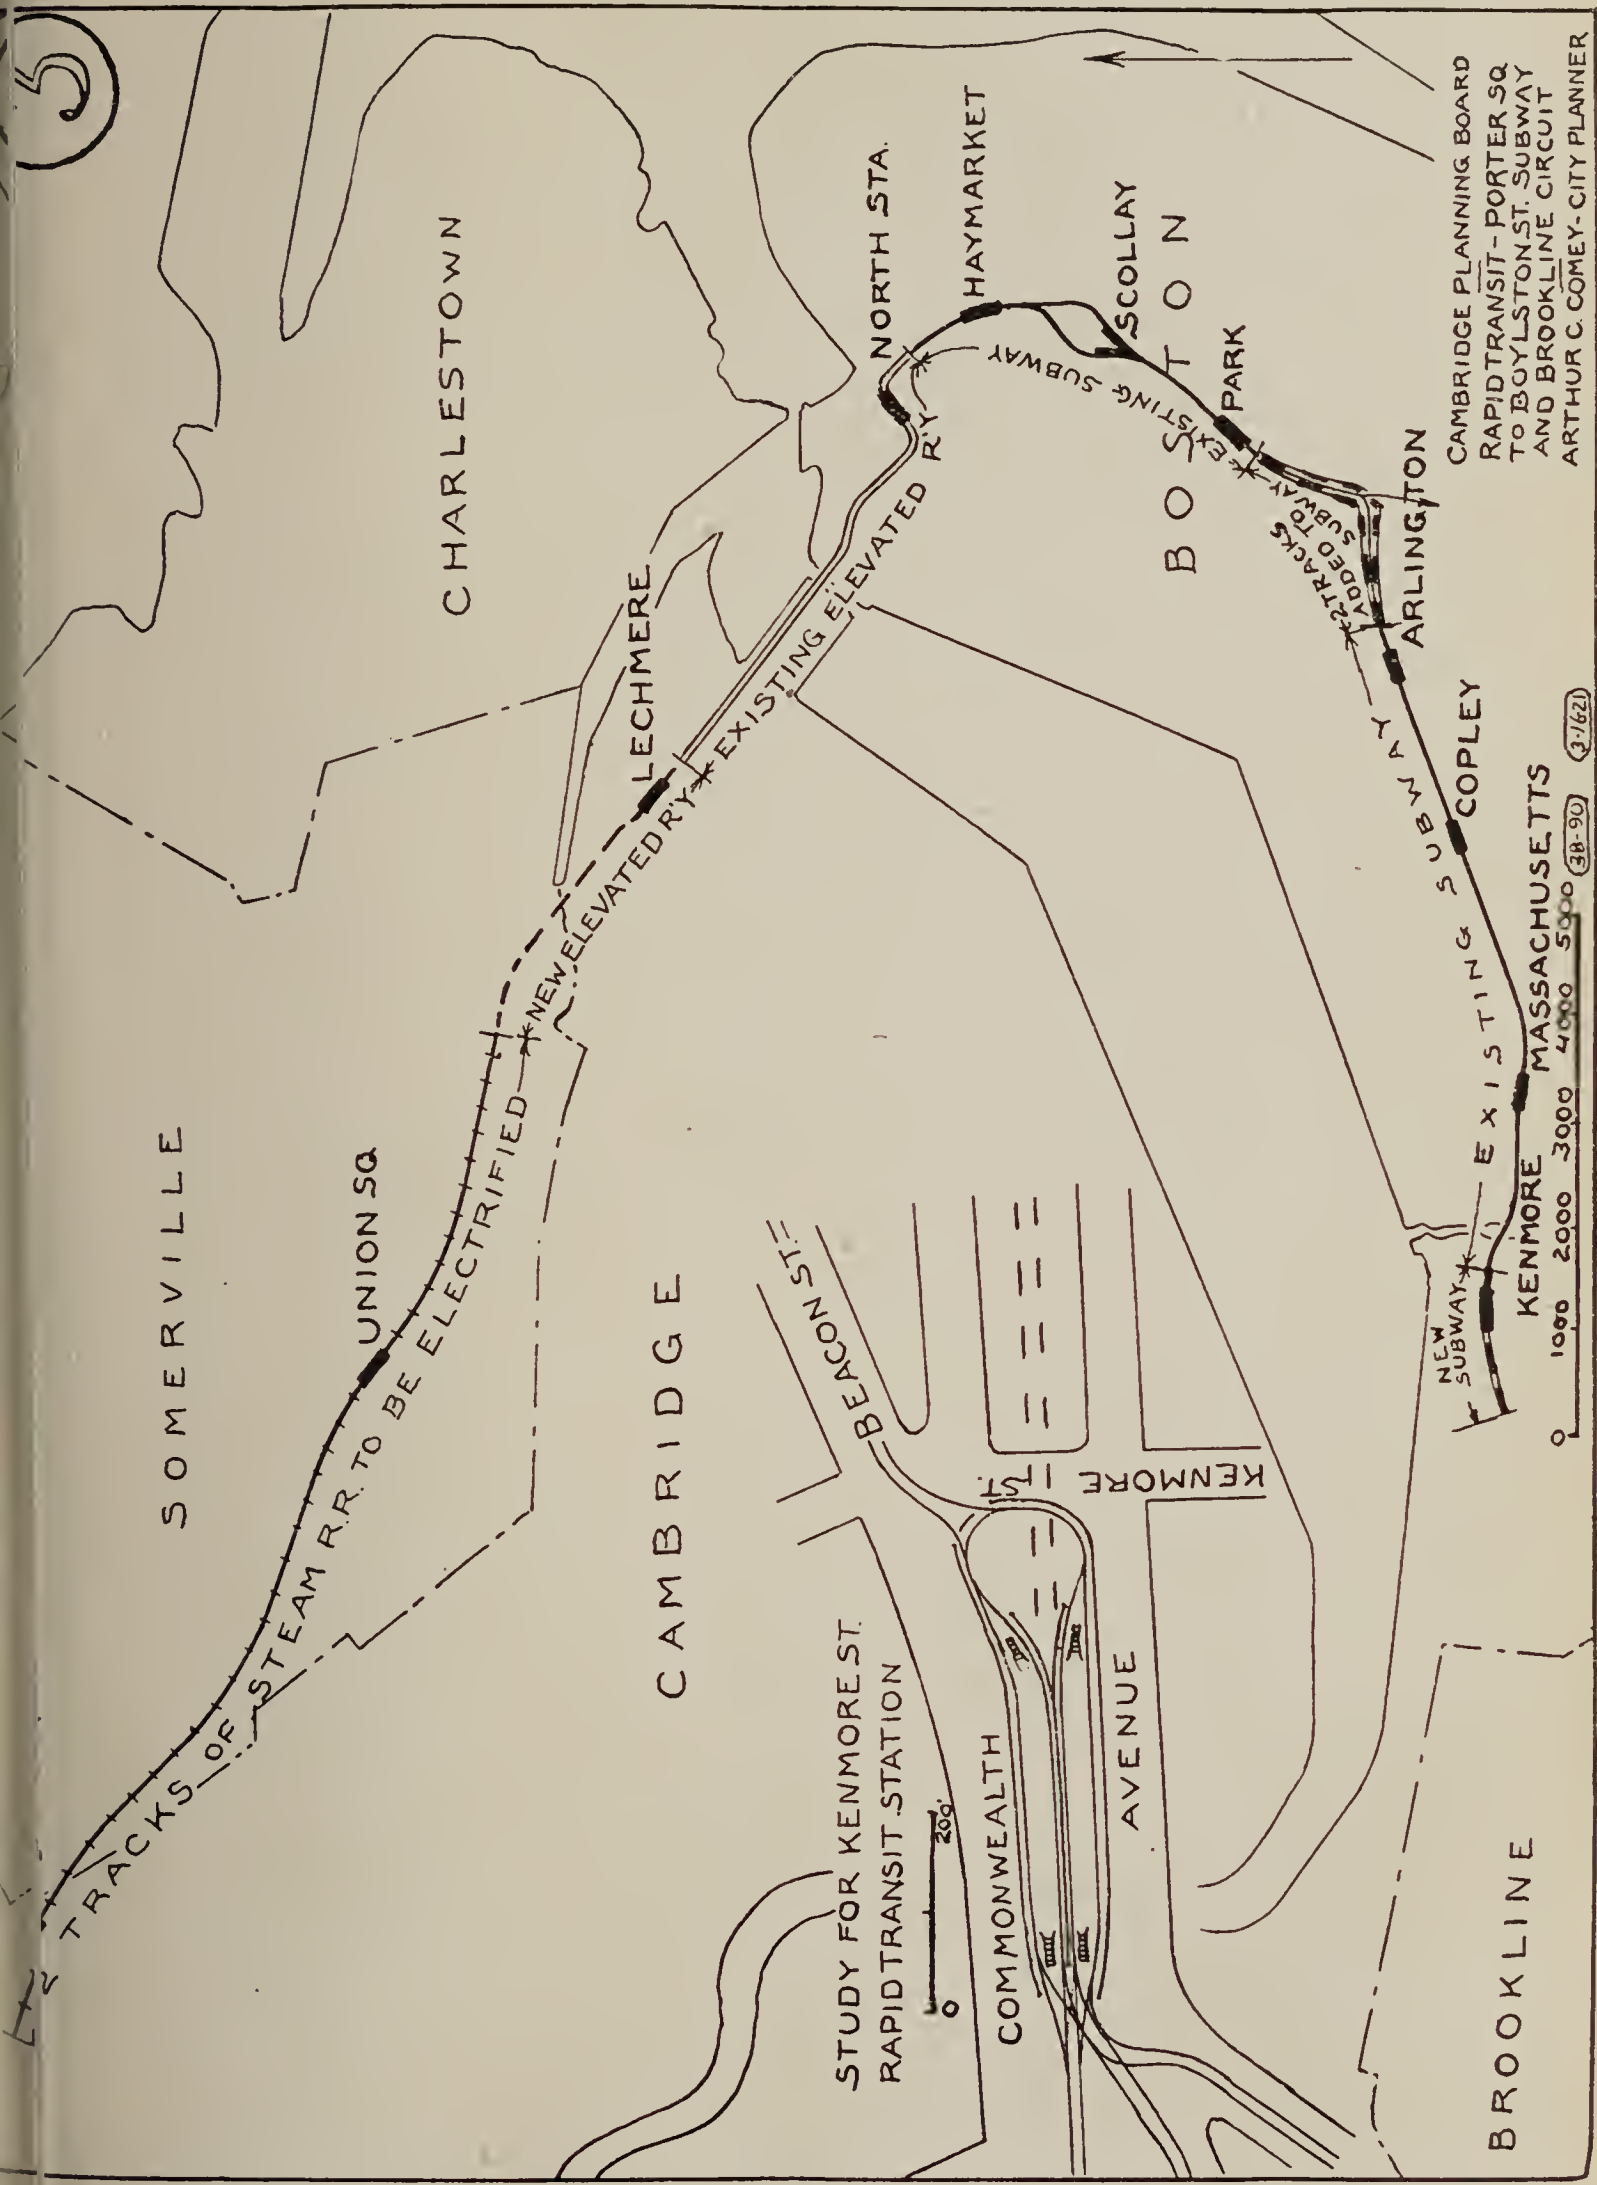 5
SOMERVILLE
CHARLESTOWN
CAMBRIDGE
BOSTON
BROOKLINE
TRACKS OF STEAM R.R. TO BE ELECTRIFIED
UNION SQ
NEW ELEVATED R'Y
LECHMERE
EXISTING ELEVATED R'Y
NORTH STA.
HAYMARKET
SCOLLAY
EXISTING SUBWAY
PARK
2 TRACKS
ADDED TO
SUBWAY
ARLINGTON
COPLEY
EXISTING SUBWAY
MASSACHUSETTS
KENMORE
NEW
SUBWAY
0 1000 2000 3000 4000 5000
38-90
3-1621
STUDY FOR KENMORE ST.
RAPID TRANSIT STATION
0 200'
BEACON ST.
KENMORE ST.
COMMONWEALTH
AVENUE
CAMBRIDGE PLANNING BOARD
RAPID TRANSIT-PORTER SQ
TO BOYLSTON ST. SUBWAY
AND BROOKLINE CIRCUIT
ARTHUR C. COMEY-CITY PLANNER